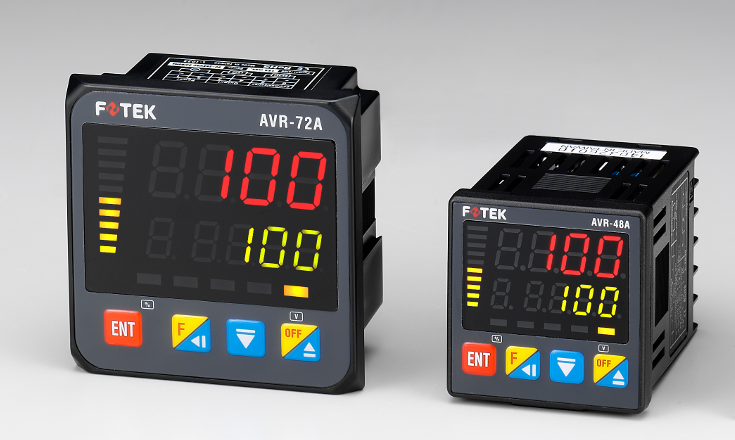 FOTEK
AVR-72A
100
100
%
V
ENT
F
OFF
FOTEK
AVR-48A
100
100
%
V
ENT
F
OFF